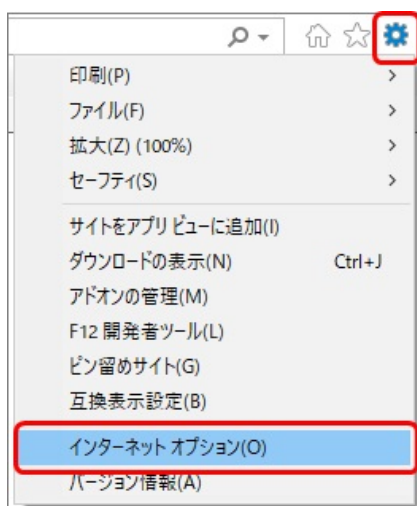 印刷(P)
ファイル(F)
拡大(Z) (100%)
セーフティ(S)
サイトをアプリ ビューに追加(I)
ダウンロードの表示(N) Ctrl+J
アドオンの管理(M)
F12 開発者ツール(L)
ピン留めサイト(G)
互換表示設定(B)
インターネット オプション(O)
バージョン情報(A)